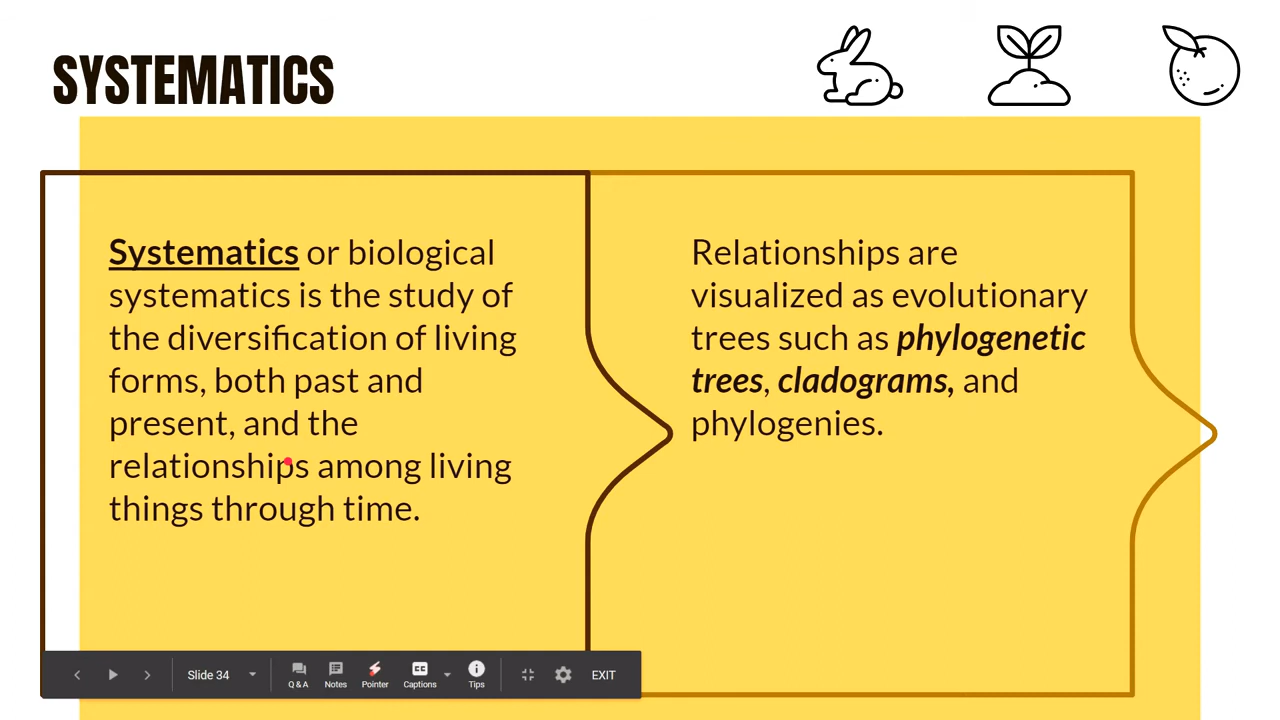 SYSTEMATICS
Systematics or biological
systematics is the study of
the diversification of living
forms, both past and
present, and the
relationships among living
things through time.
Relationships are
visualized as evolutionary
trees such as phylogenetic
trees, cladograms, and
phylogenies.
Slide 34
Q & A
Notes
Pointer
CC
Captions
Tips
EXIT